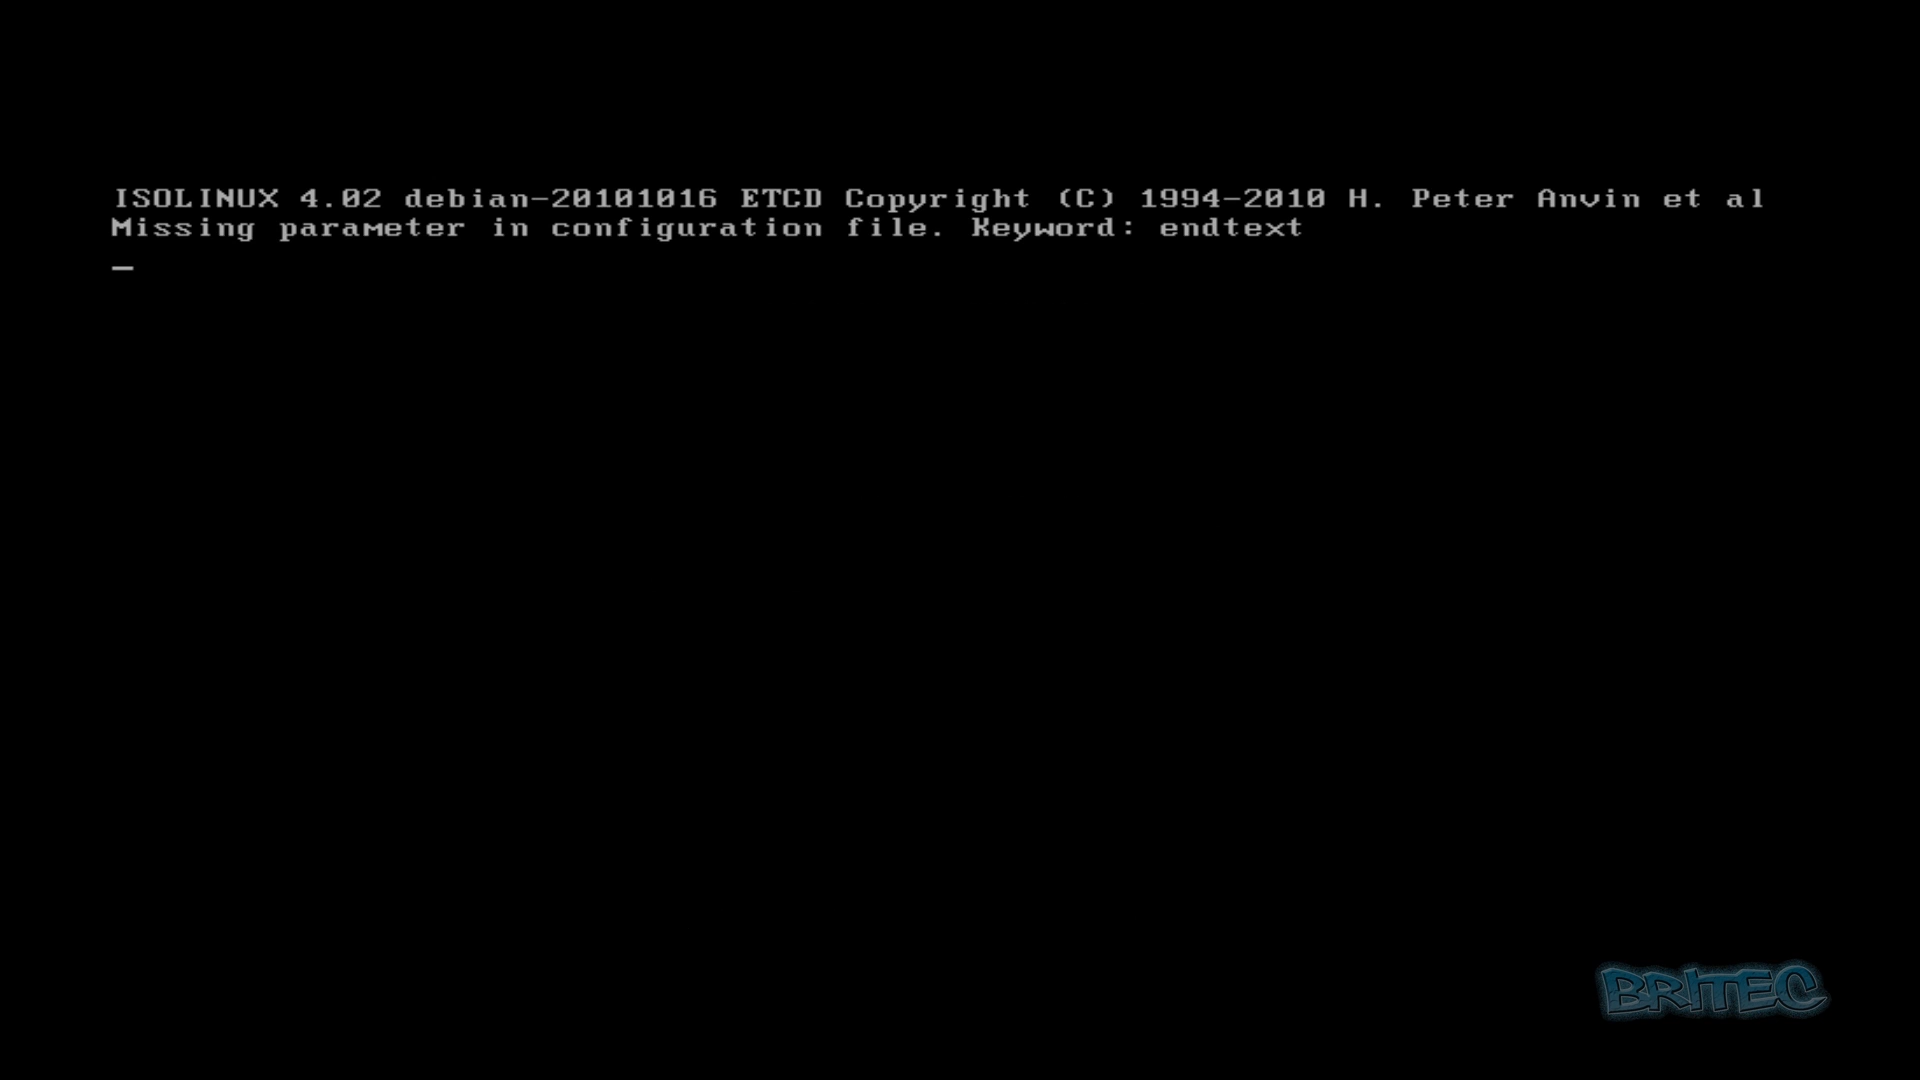 ISOLINUX 4.02 debian-20101016 ETCD Copyright (C) 1994-2010 H. Peter Anvin et al
Missing parameter in configuration file. Keyword: endtext
_
BRITEC